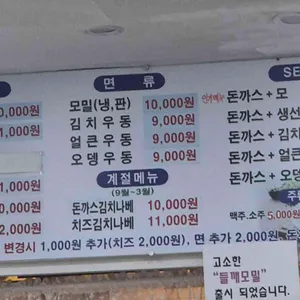 면 류
모밀(냉,판) 10,000원
김치우동 9,000원
얼큰우동 9,000원
오뎅우동 9,000원
계절메뉴
(9월~3월)
돈까스김치나베 10,000원
치즈김치나베 11,000원
0,000원
1,000원
1,000원
0,000원
2,000원
변경시 1,000원 추가(치즈 2,000원), 면 추가 2,000원
SE
돈까스+모
돈까스+생선
돈까스+김치
돈까스+얼큰
돈까스+오뎅
맥주.소주 5,000원
고소한
"들깨모밀"
출시 되었습니다.